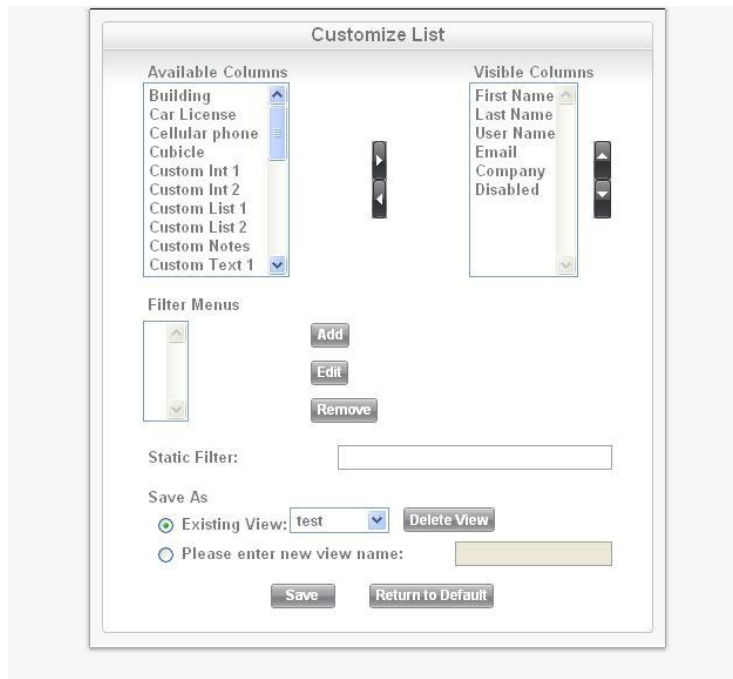 Customize List
Available Columns
Building
Car License
Cellular phone
Cubicle
Custom Int 1
Custom Int 2
Custom List 1
Custom List 2
Custom Notes
Custom Text 1
Visible Columns
First Name
Last Name
User Name
Email
Company
Disabled
Filter Menus
Add
Edit
Remove
Static Filter:
Save As
Existing View: test Delete View
Please enter new view name:
Save Return to Default